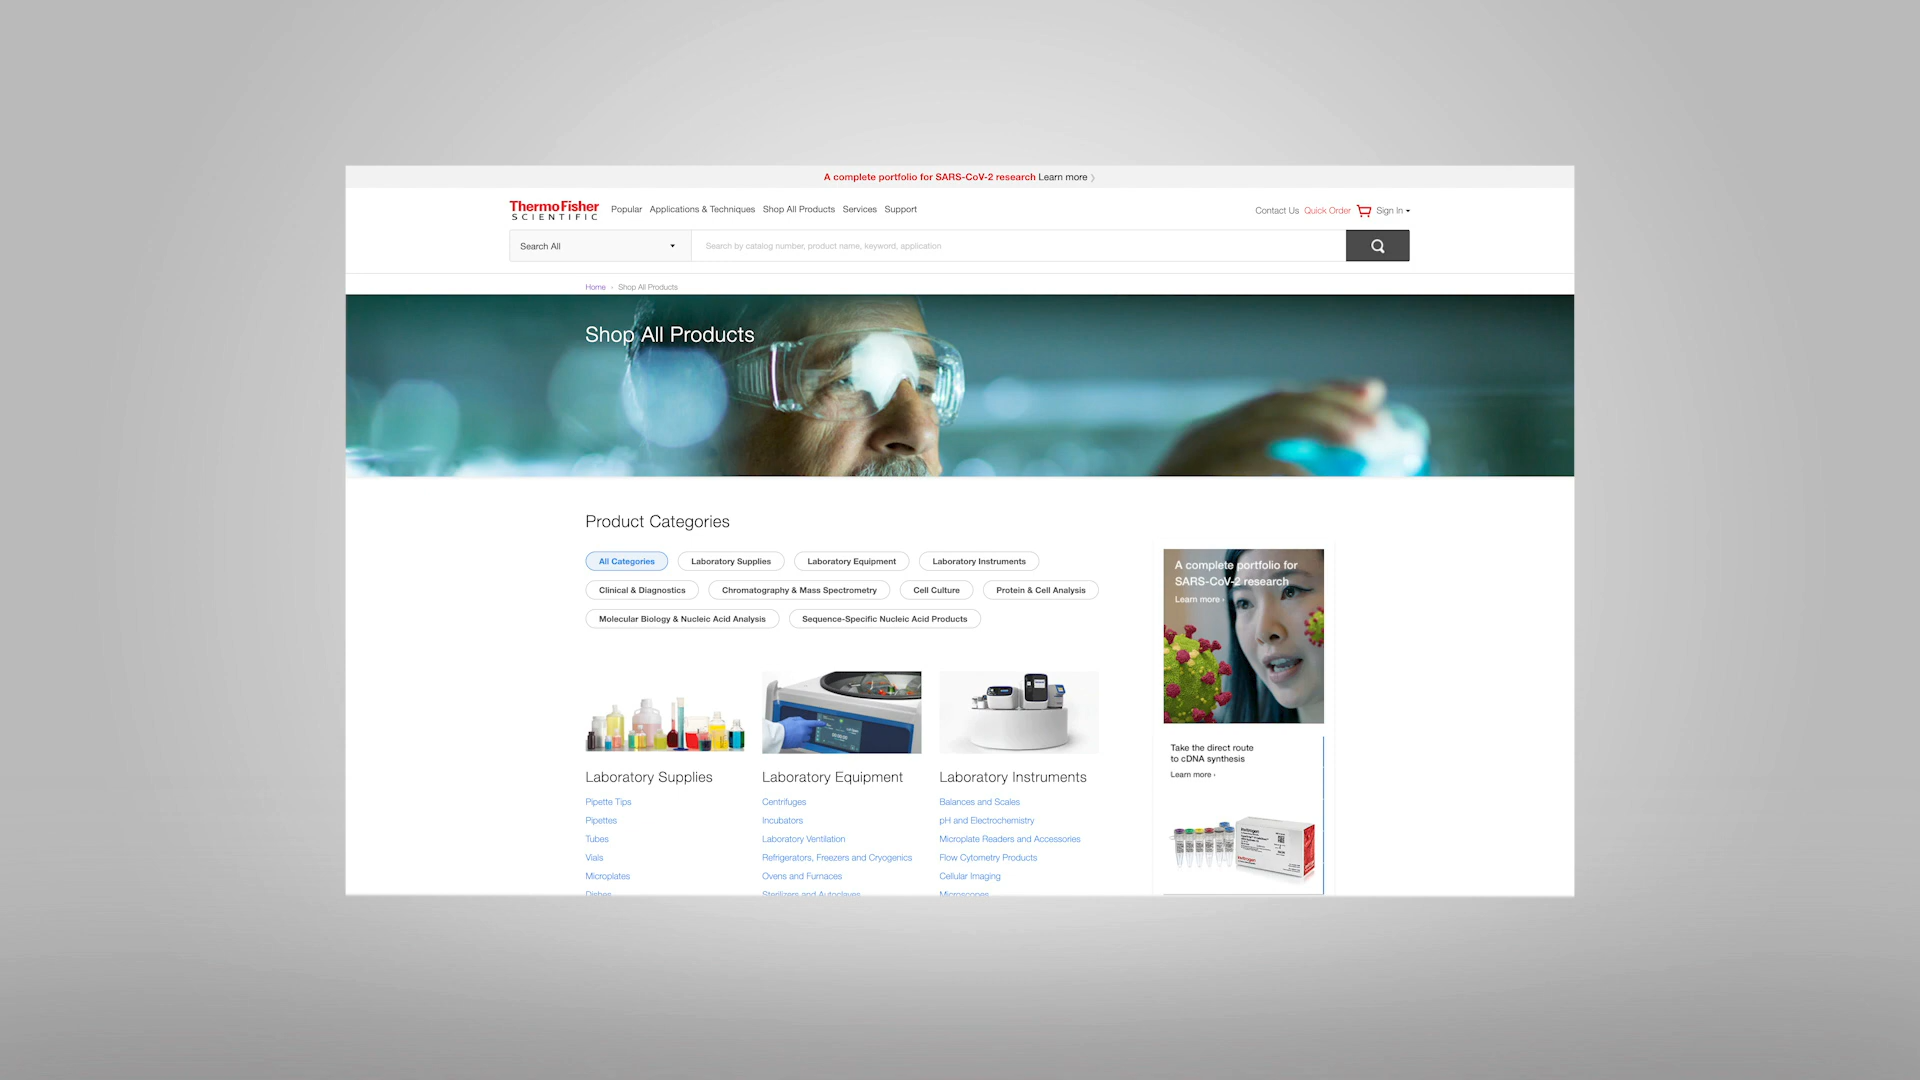 A complete portfolio for SARS-CoV-2 research Learn more
ThermoFisher
SCIENTIFIC
Popular Applications & Techniques Shop All Products Services Support
Contact Us Quick Order Sign In
Search All
Search by catalog number, product name, keyword, application
Home › Shop All Products
Shop All Products
Product Categories
All Categories Laboratory Supplies Laboratory Equipment Laboratory Instruments
Clinical & Diagnostics Chromatography & Mass Spectrometry Cell Culture Protein & Cell Analysis
Molecular Biology & Nucleic Acid Analysis Sequence-Specific Nucleic Acid Products
A complete portfolio for
SARS-CoV-2 research
Learn more ›
Laboratory Supplies
Pipette Tips
Pipettes
Tubes
Vials
Microplates
Dishes
Laboratory Equipment
Centrifuges
Incubators
Laboratory Ventilation
Refrigerators, Freezers and Cryogenics
Ovens and Furnaces
Sterilizers and Autoclaves
Laboratory Instruments
Balances and Scales
pH and Electrochemistry
Microplate Readers and Accessories
Flow Cytometry Products
Cellular Imaging
Microscopes
Take the direct route
to cDNA synthesis
Learn more ›
invitrogen